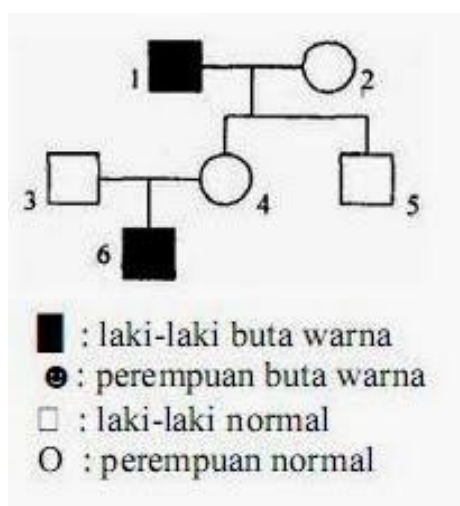 1
2
3
4
5
6
■ : laki-laki buta warna
☻ : perempuan buta warna
□ : laki-laki normal
O : perempuan normal